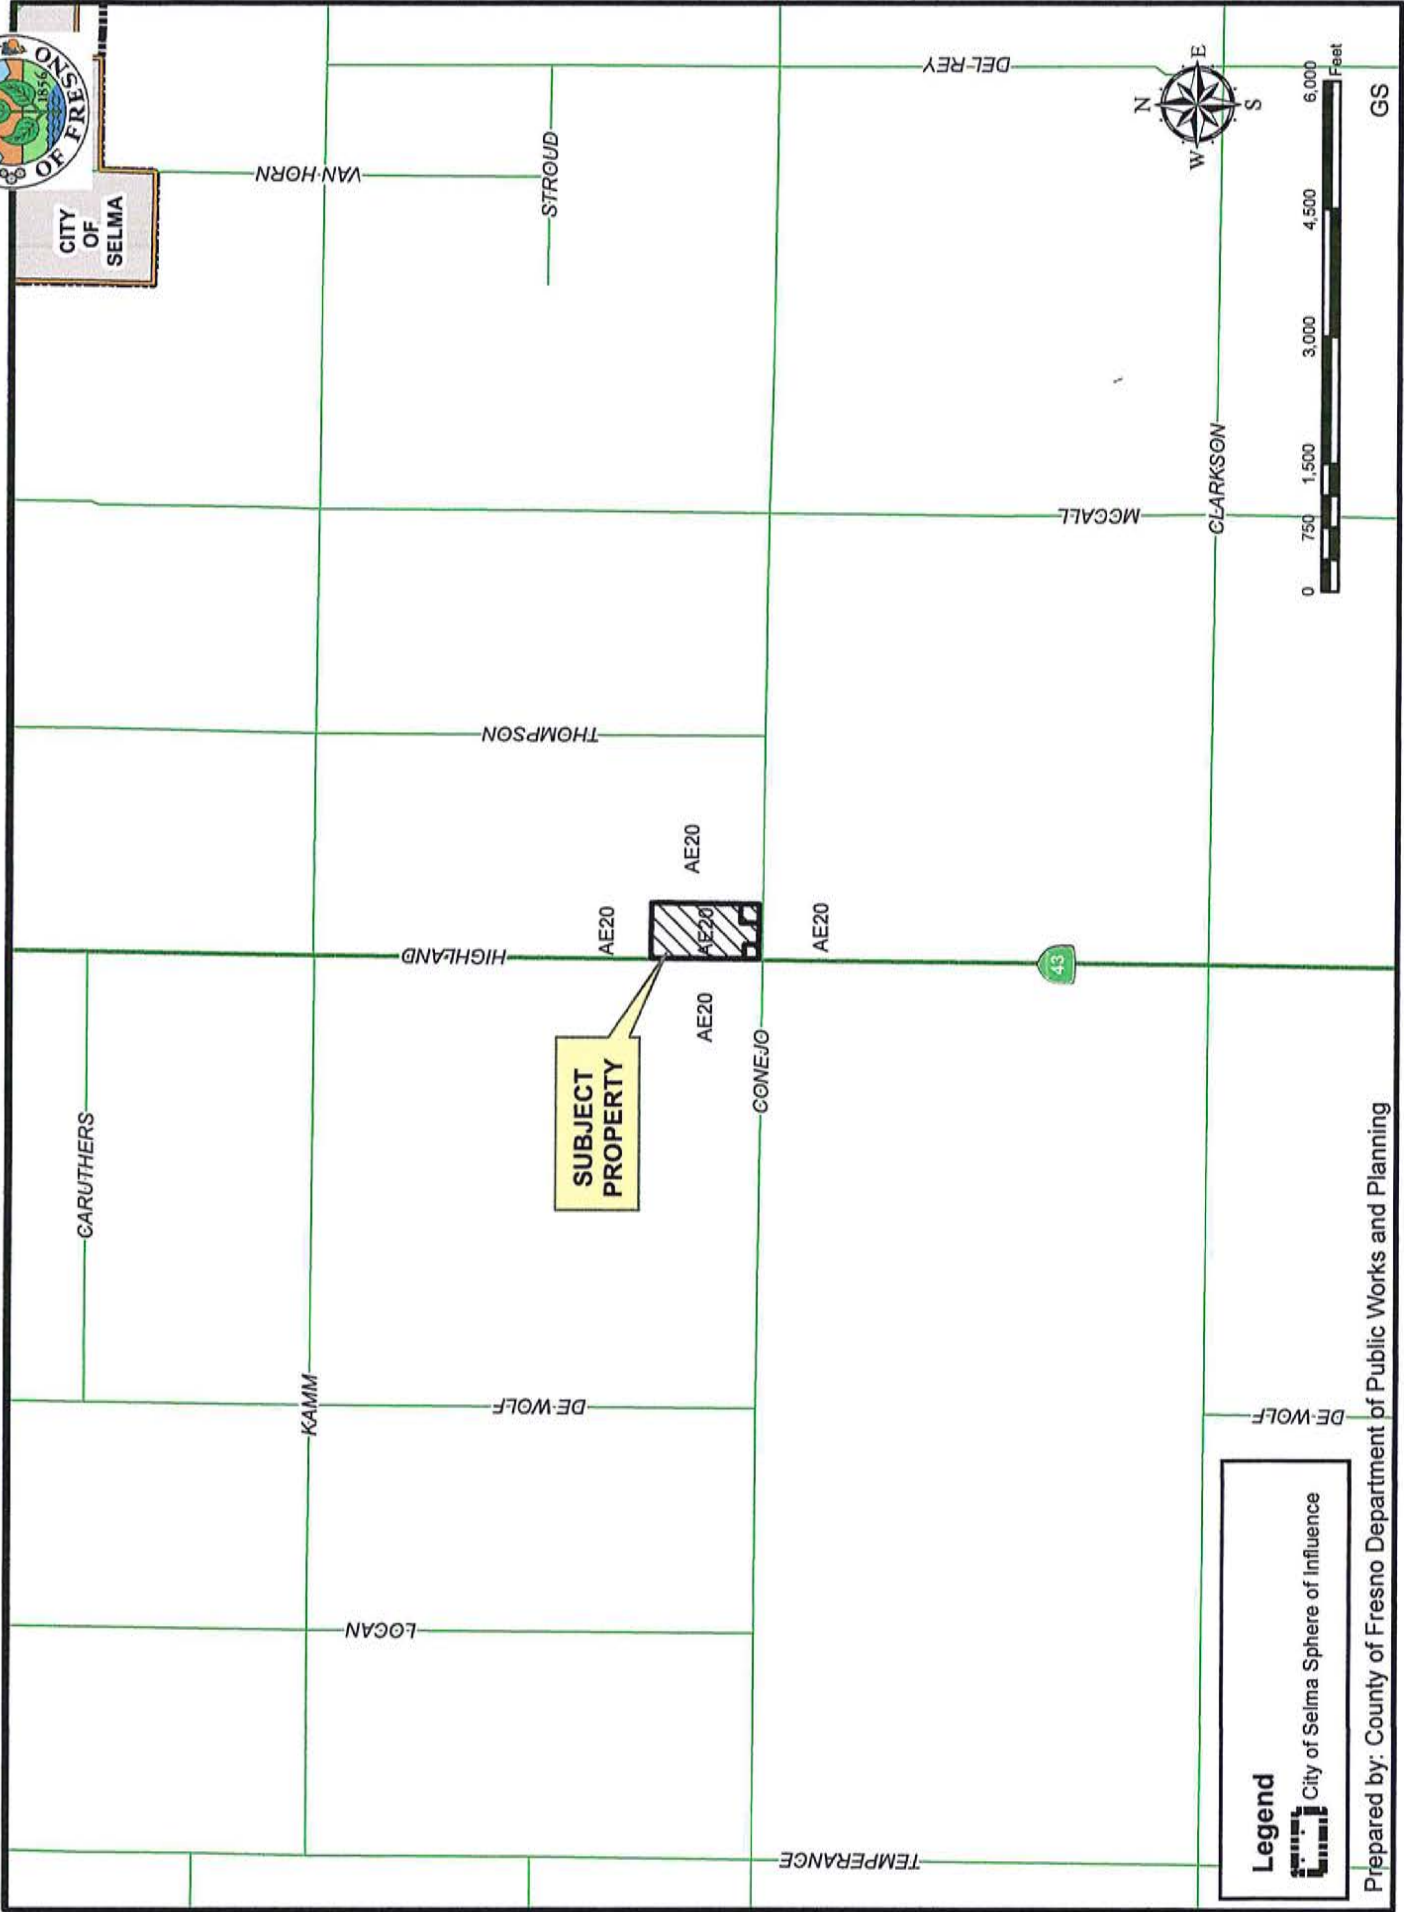 OF FRESNO
1856
CITY
OF
SELMA
CARUTHERS
VAN HORN
KAMM
LOGAN
HIGHLAND
DE WOLF
THOMPSON
STROUD
SUBJECT
PROPERTY
AE20
AE20
AE20
AE20
AE20
CONEJO
TEMPERANCE
DEL REY
43
MCCALL
N
W
E
S
CLARKSON
DE WOLF
Legend
City of Selma Sphere of Influence
0 750 1,500 3,000 4,500 6,000
Feet
Prepared by: County of Fresno Department of Public Works and Planning
GS